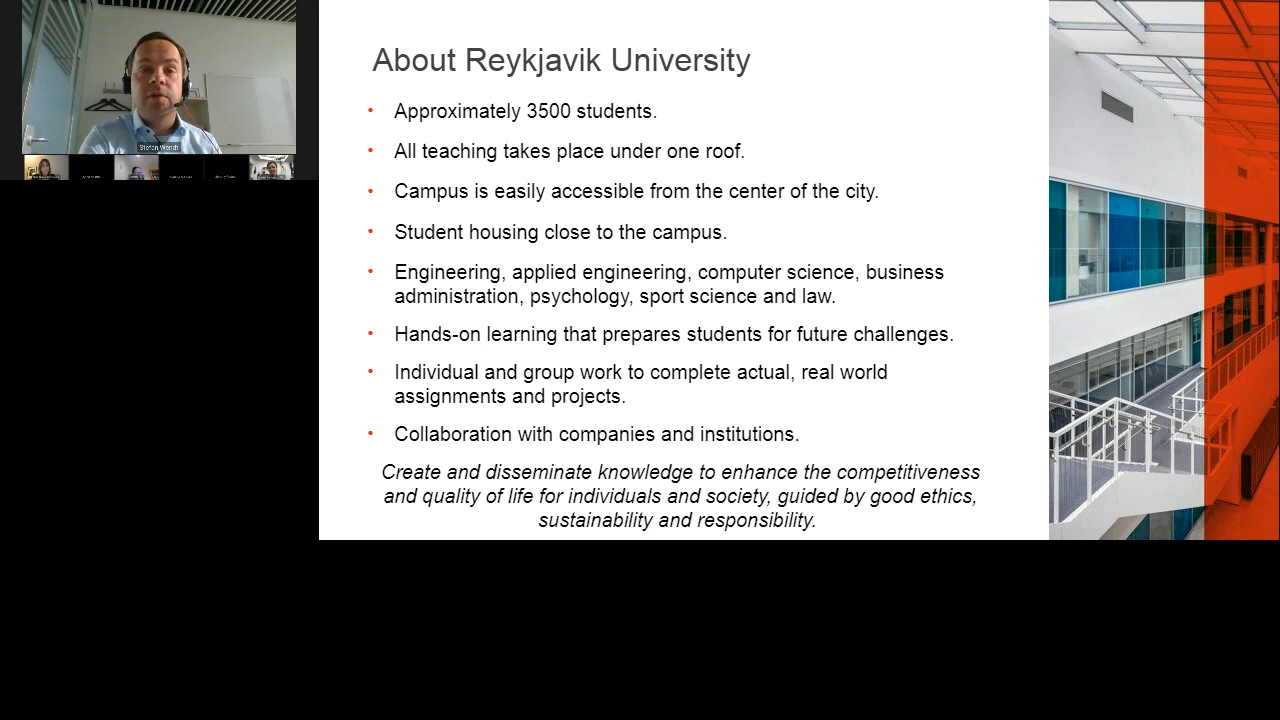 Stefan Wendt
About Reykjavik University
• Approximately 3500 students.
• All teaching takes place under one roof.
• Campus is easily accessible from the center of the city.
• Student housing close to the campus.
• Engineering, applied engineering, computer science, business
administration, psychology, sport science and law.
• Hands-on learning that prepares students for future challenges.
• Individual and group work to complete actual, real world
assignments and projects.
• Collaboration with companies and institutions.
Create and disseminate knowledge to enhance the competitiveness
and quality of life for individuals and society, guided by good ethics,
sustainability and responsibility.